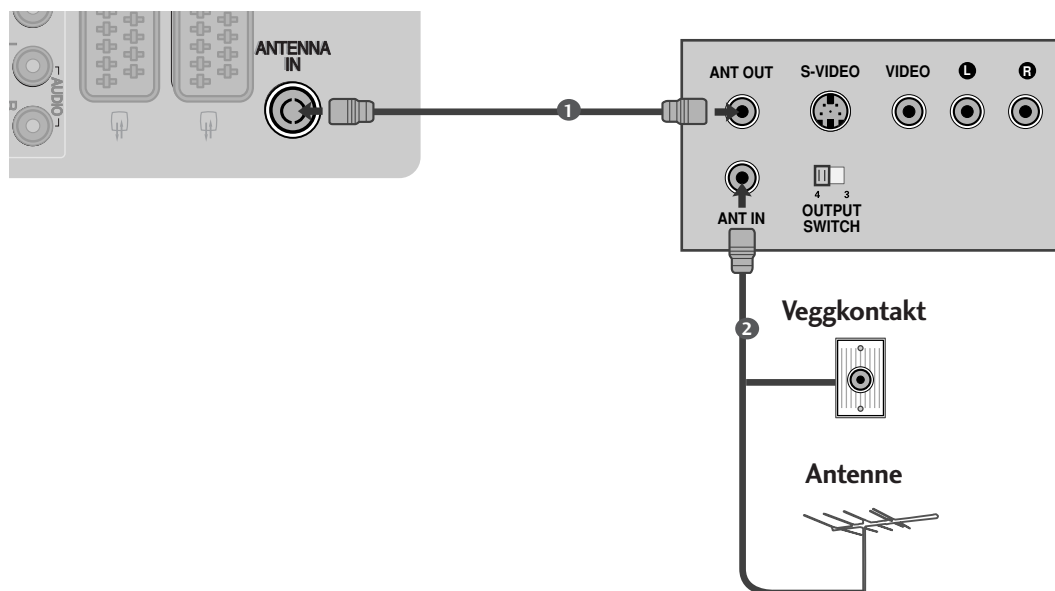 ANTENNA
IN
AUDIO
R
1
ANT OUT
S-VIDEO
VIDEO
L
R
ANT IN
4 3
OUTPUT
SWITCH
2
Veggkontakt
Antenne